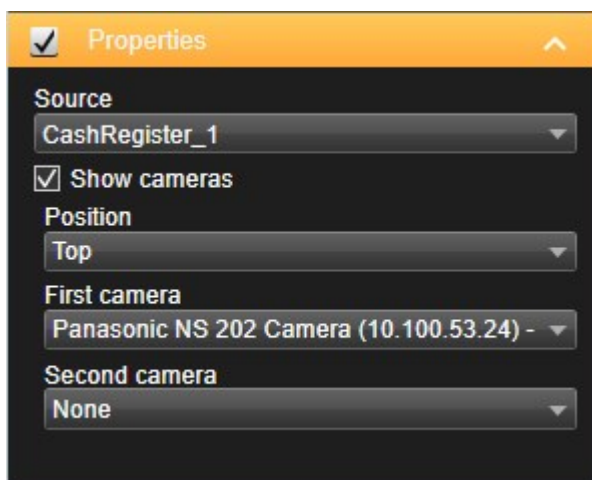 Properties
Source
CashRegister_1
Show cameras
Position
Top
First camera
Panasonic NS 202 Camera (10.100.53.24) -
Second camera
None